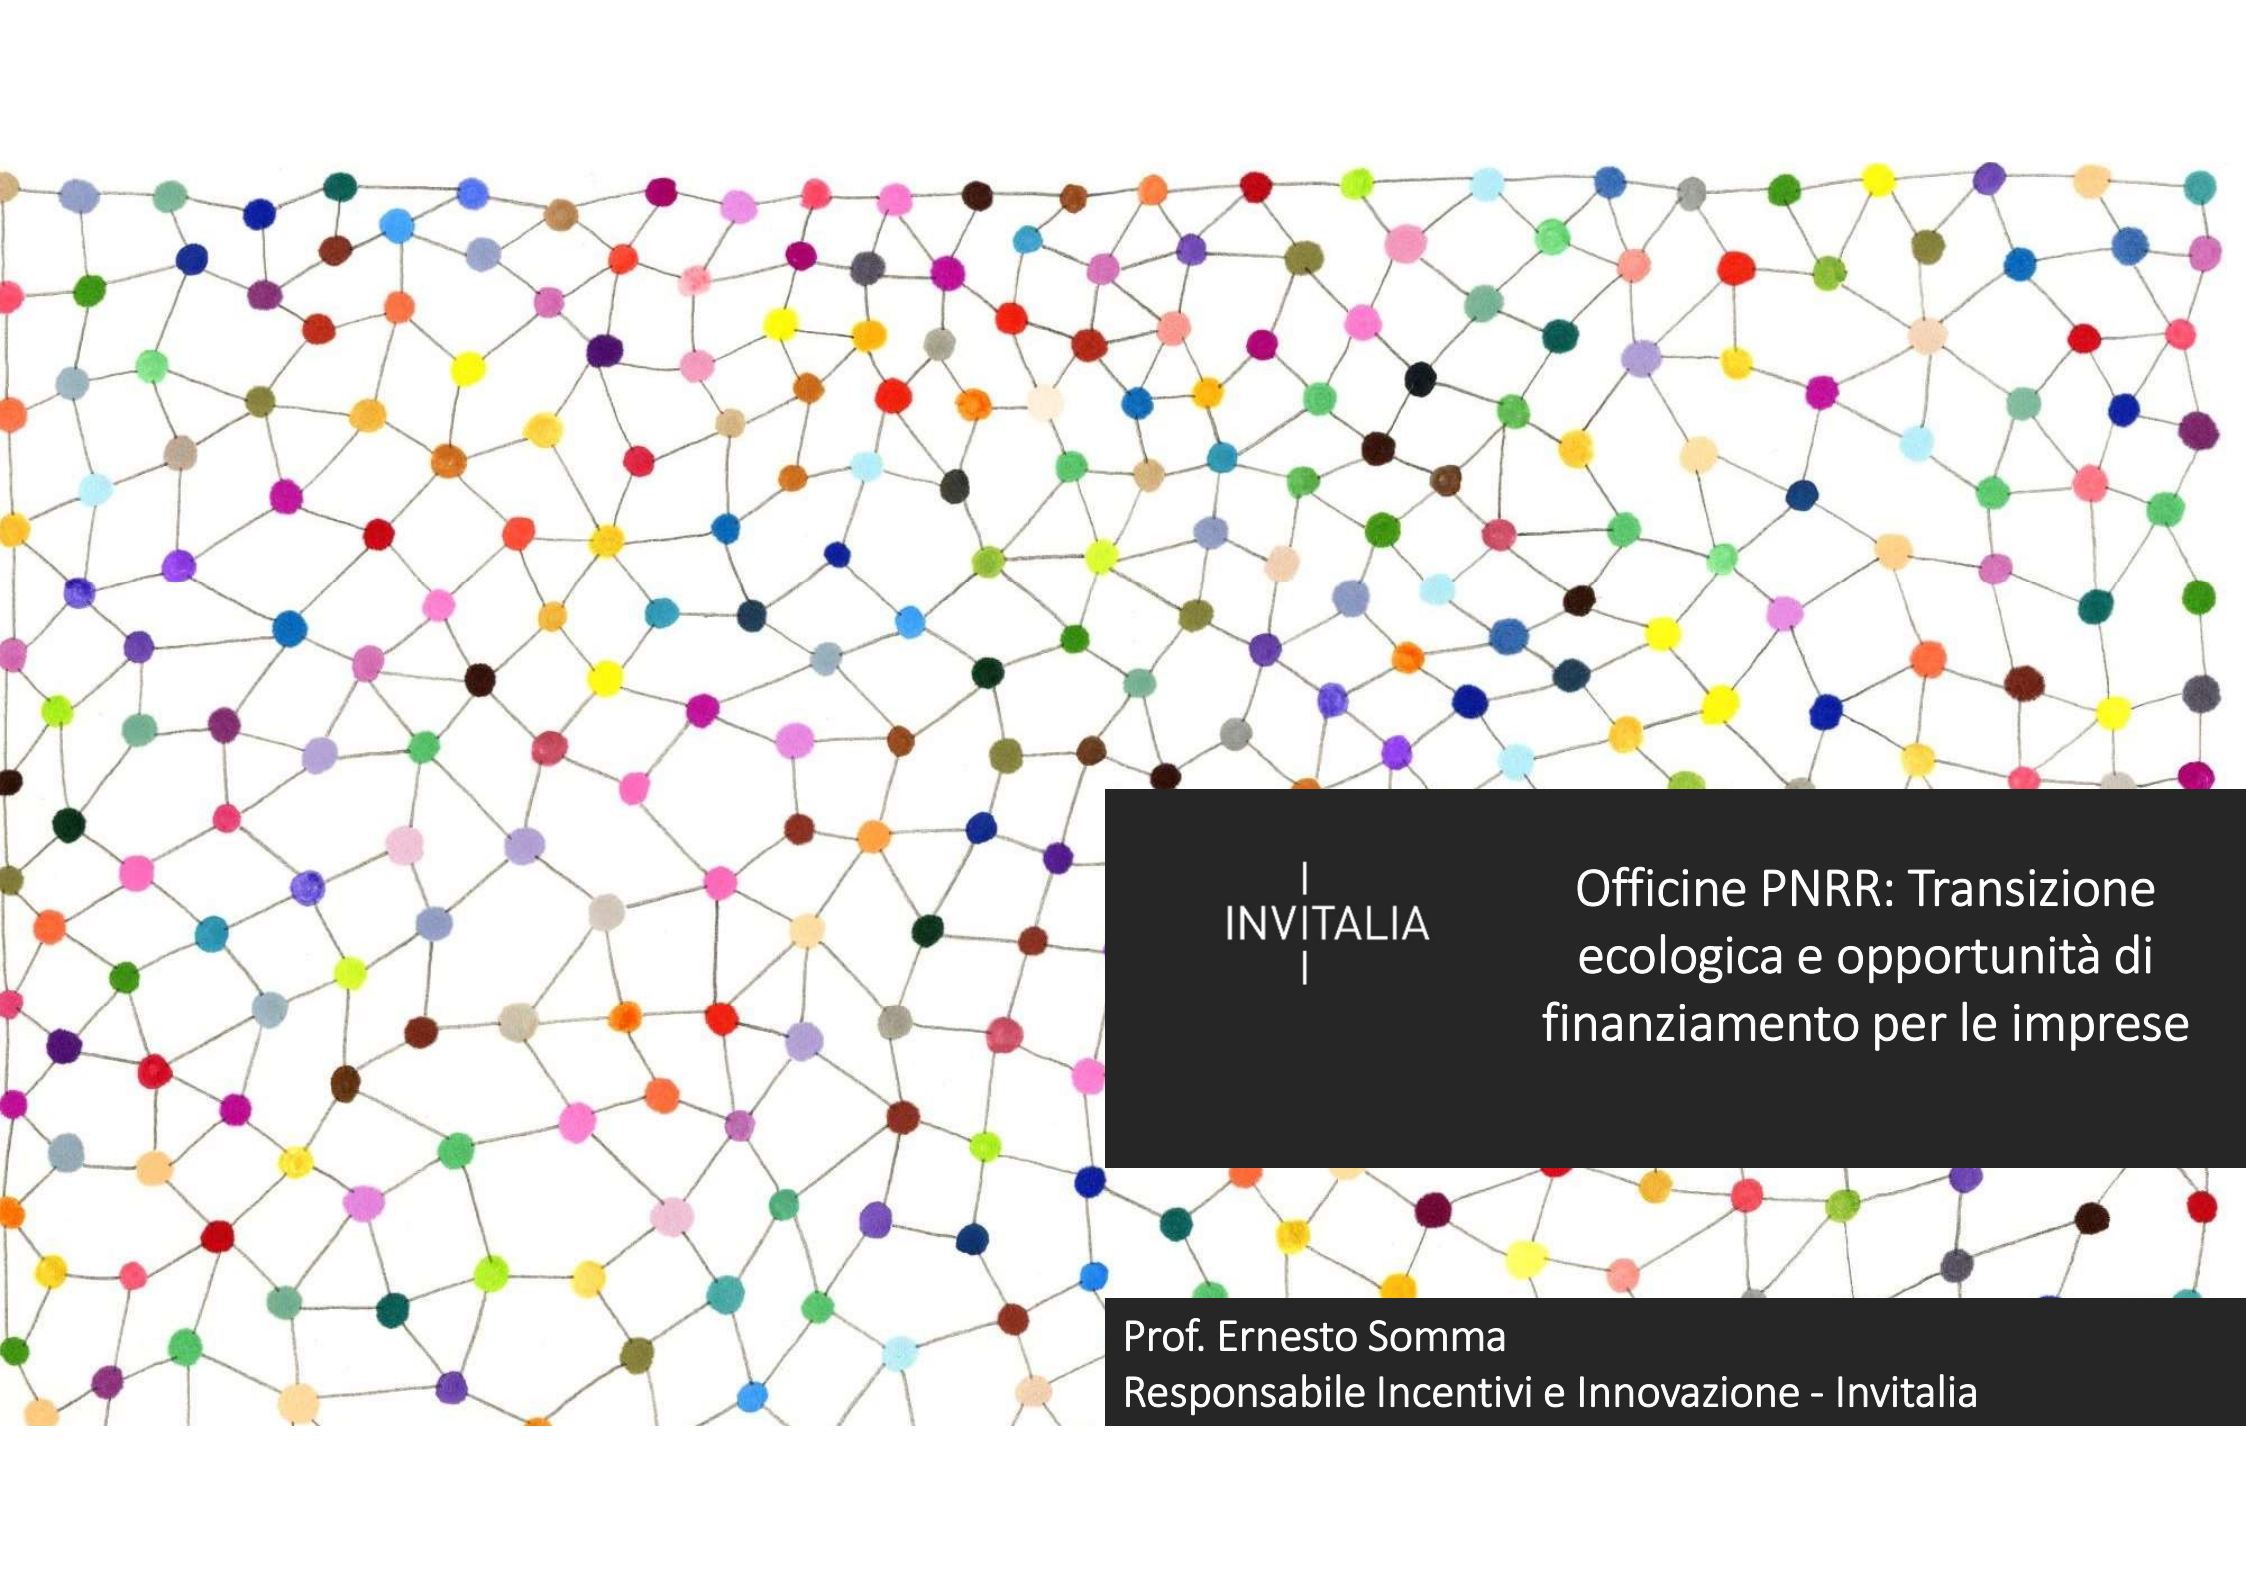 INVITALIA
Officine PNRR: Transizione
ecologica e opportunità di
finanziamento per le imprese
Prof. Ernesto Somma
Responsabile Incentivi e Innovazione - Invitalia